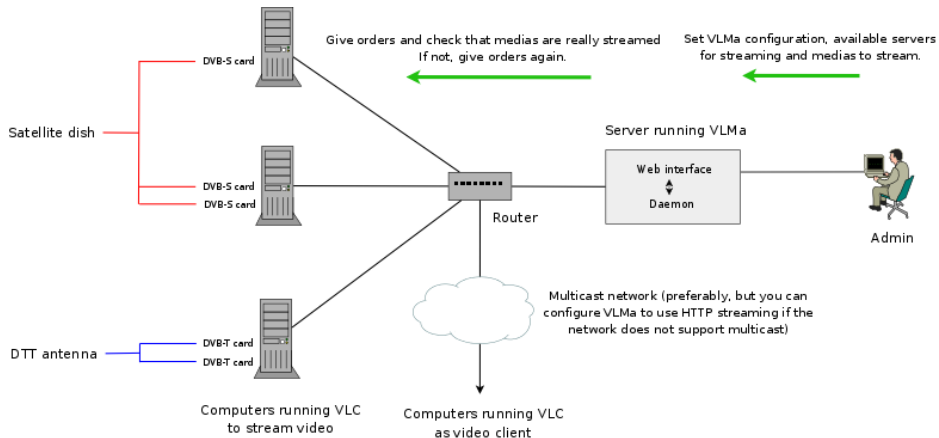 Give orders and check that medias are really streamed
If not, give orders again.
Set VLMa configuration, available servers
for streaming and medias to stream.
DVB-S card
Satellite dish
Server running VLMa
Web interface
Daemon
DVB-S card
DVB-S card
Router
Admin
Multicast network (preferably, but you can
configure VLMa to use HTTP streaming if the
network does not support multicast)
DVB-T card
DTT antenna
DVB-T card
Computers running VLC
to stream video
Computers running VLC
as video client